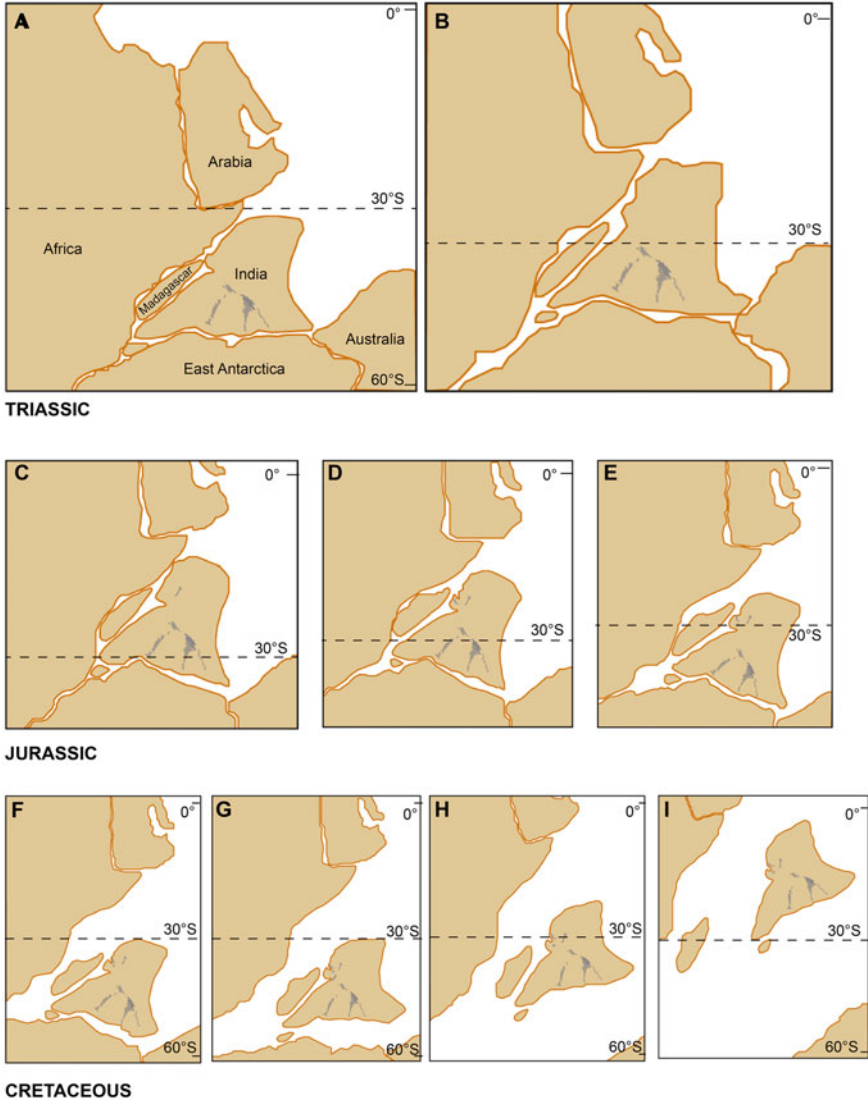 A
0°
Arabia
30°S
Africa
Madagascar
India
Australia
East Antarctica
60°S
B
0°
30°S
TRIASSIC
C
0°
30°S
D
0°
30°S
E
0°
30°S
JURASSIC
F
0°
30°S
60°S
G
0°
30°S
60°S
H
0°
30°S
60°S
I
0°
30°S
60°S
CRETACEOUS